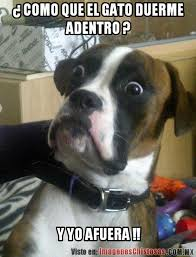 ¿ COMO QUE EL GATO DUERME
ADENTRO ?
Y YO AFUERA !!
Visto en: ImagenesChistosas.COM.MX